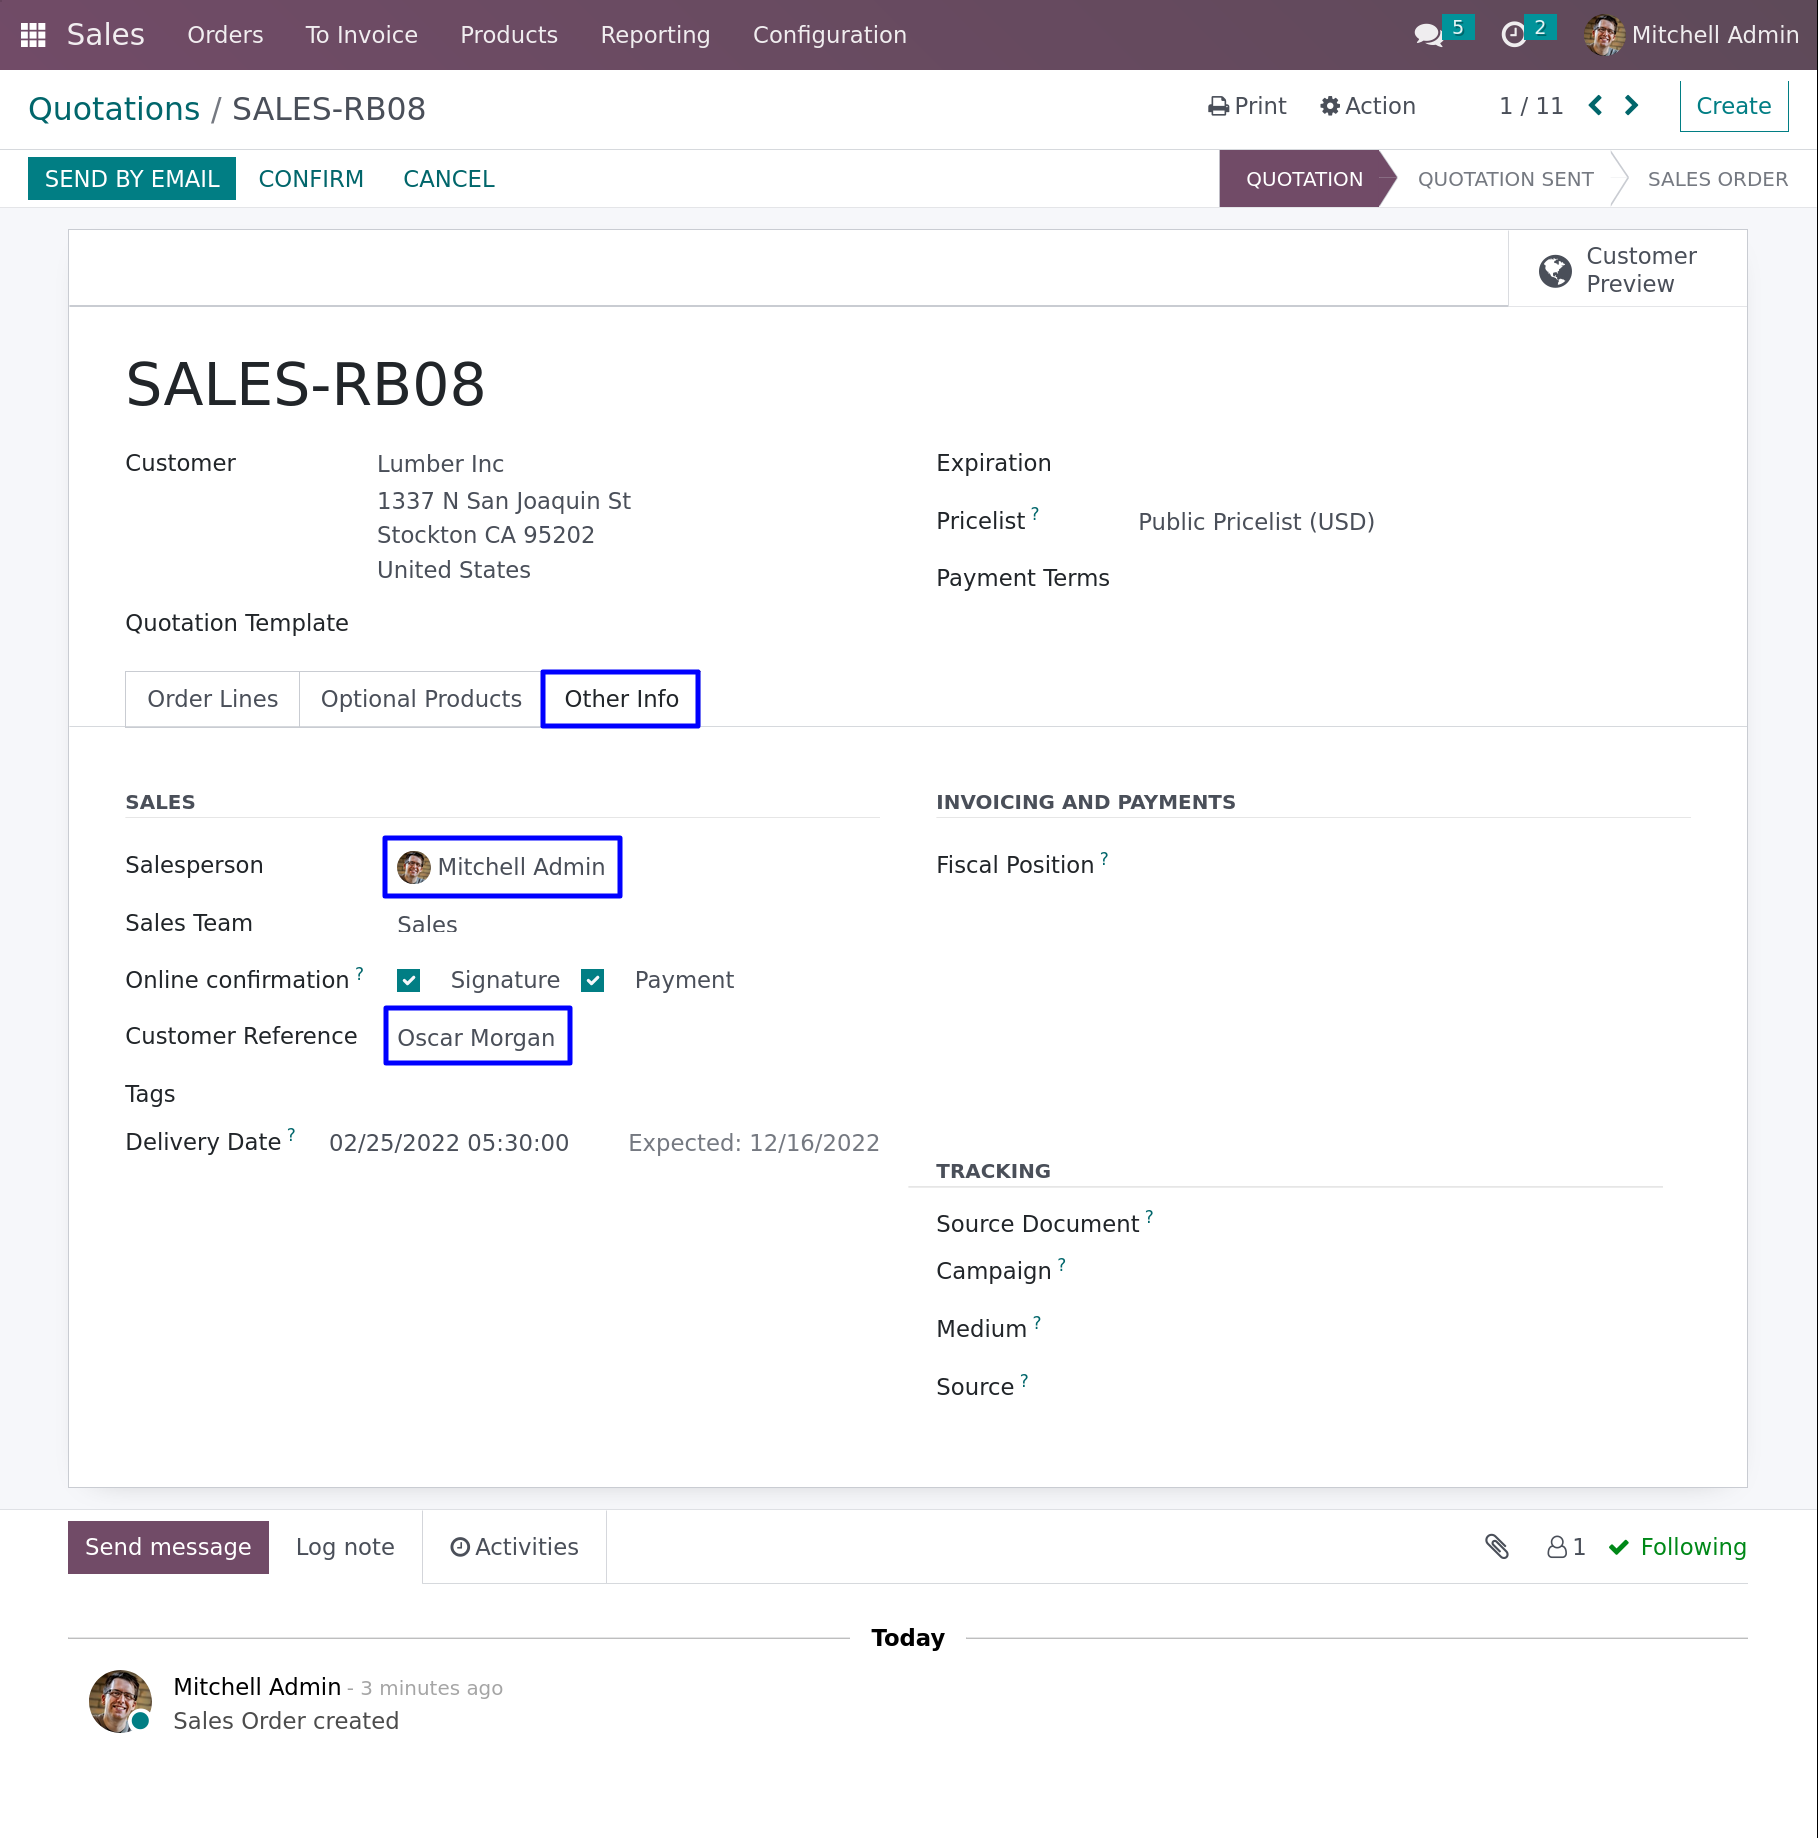 Sales Orders To Invoice Products Reporting Configuration 5 2 Mitchell Admin
Quotations / SALES-RB08 Print Action 1 / 11 Create
SEND BY EMAIL CONFIRM CANCEL QUOTATION QUOTATION SENT SALES ORDER
Customer
Preview
SALES-RB08
Customer Lumber Inc Expiration
1337 N San Joaquin St
Pricelist ? Public Pricelist (USD)
Stockton CA 95202
United States Payment Terms
Quotation Template
Order Lines Optional Products Other Info
SALES INVOICING AND PAYMENTS
Salesperson Mitchell Admin Fiscal Position ?
Sales Team Sales
Online confirmation ? Signature Payment
Customer Reference Oscar Morgan
Tags
Delivery Date ? 02/25/2022 05:30:00 Expected: 12/16/2022
TRACKING
Source Document ?
Campaign ?
Medium ?
Source ?
Send message Log note Activities 1 Following
Today
Mitchell Admin - 3 minutes ago
Sales Order created